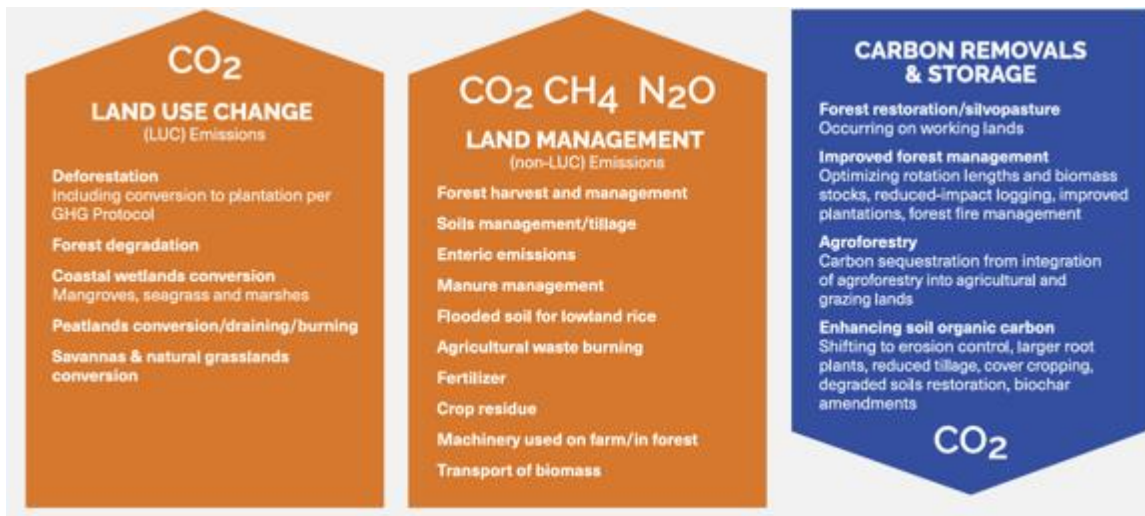 CO2
LAND USE CHANGE
(LUC) Emissions
Deforestation
Including conversion to plantation per
GHG Protocol
Forest degradation
Coastal wetlands conversion
Mangroves, seagrass and marshes
Peatlands conversion/draining/burning
Savannas & natural grasslands
conversion
CO2 CH4 N2O
LAND MANAGEMENT
(non-LUC) Emissions
Forest harvest and management
Soils management/tillage
Enteric emissions
Manure management
Flooded soil for lowland rice
Agricultural waste burning
Fertilizer
Crop residue
Machinery used on farm/in forest
Transport of biomass
CARBON REMOVALS
& STORAGE
Forest restoration/silvopasture
Occurring on working lands
Improved forest management
Optimizing rotation lengths and biomass
stocks, reduced-impact logging, improved
plantations, forest fire management
Agroforestry
Carbon sequestration from integration
of agroforestry into agricultural and
grazing lands
Enhancing soil organic carbon
Shifting to erosion control, larger root
plants, reduced tillage, cover cropping,
degraded soils restoration, biochar
amendments
CO2